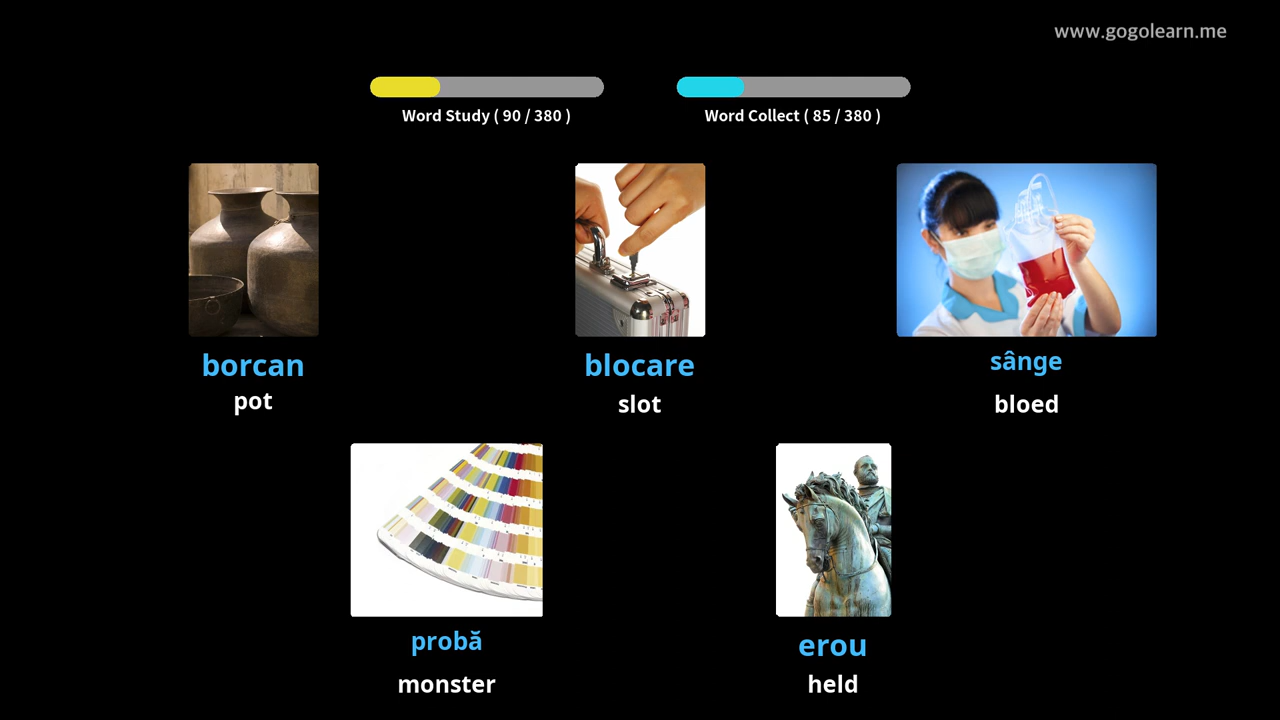 www.gogolearn.me
Word Study ( 90 / 380 )
Word Collect ( 85 / 380 )
borcan
pot
blocare
slot
sânge
bloed
probă
monster
erou
held